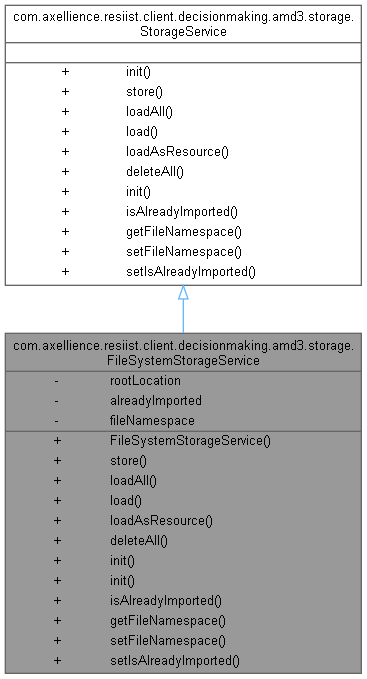 com.axellience.resiist.client.decisionmaking.amd3.storage.
StorageService
+ init()
+ store()
+ loadAll()
+ load()
+ loadAsResource()
+ deleteAll()
+ init()
+ isAlreadyImported()
+ getFileNamespace()
+ setFileNamespace()
+ setIsAlreadyImported()
com.axellience.resiist.client.decisionmaking.amd3.storage.
FileSystemStorageService
- rootLocation
- alreadyImported
- fileNamespace
+ FileSystemStorageService()
+ store()
+ loadAll()
+ load()
+ loadAsResource()
+ deleteAll()
+ init()
+ init()
+ isAlreadyImported()
+ getFileNamespace()
+ setFileNamespace()
+ setIsAlreadyImported()